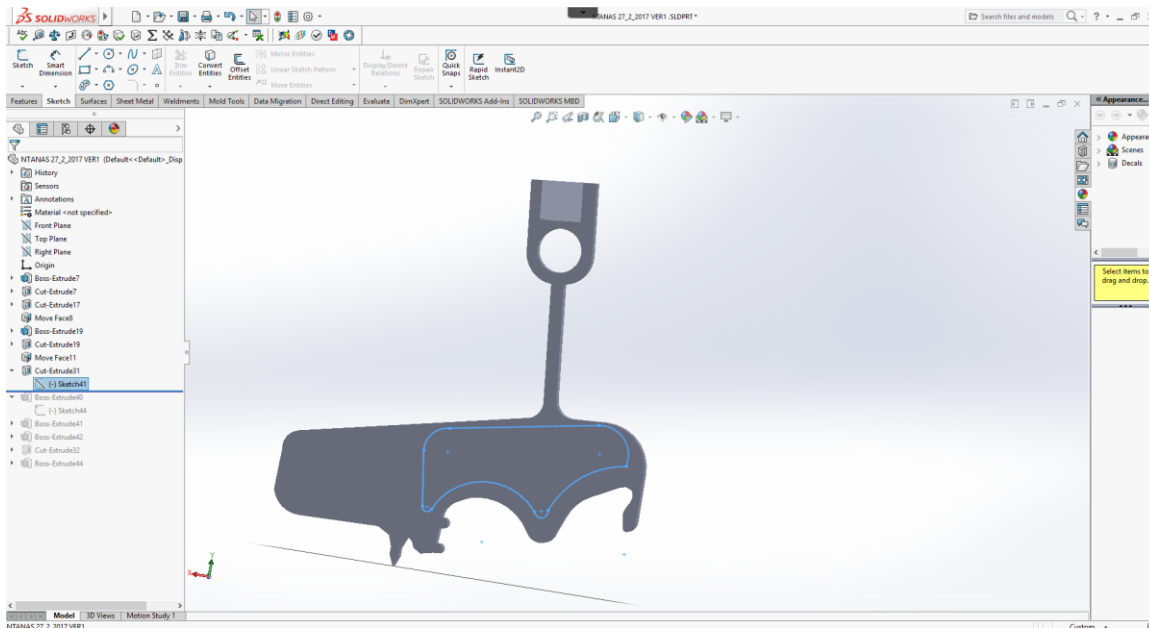 SOLIDWORKS
NTANAS 27_2_2017 VER1 .SLDPRT *
Search files and models
Sketch
Smart Dimension
Trim Entities
Convert Entities
Offset Entities
Mirror Entities
Linear Sketch Pattern
Move Entities
Display/Delete Relations
Repair Sketch
Quick Snaps
Rapid Sketch
Instant2D
Features Sketch Surfaces Sheet Metal Weldments Mold Tools Data Migration Direct Editing Evaluate DimXpert SOLIDWORKS Add-Ins SOLIDWORKS MBD
NTANAS 27_2_2017 VER1 (Default<<Default>_Disp
History
Sensors
Annotations
Material <not specified>
Front Plane
Top Plane
Right Plane
Origin
Boss-Extrude7
Cut-Extrude7
Cut-Extrude17
Move Face8
Boss-Extrude19
Cut-Extrude19
Move Face11
Cut-Extrude31
(-) Sketch41
Boss-Extrude40
(-) Sketch44
Boss-Extrude41
Boss-Extrude42
Cut-Extrude32
Boss-Extrude44
Y
X
Appearance...
Appeara
Scenes
Decals
Select items to
drag and drop.
Model 3D Views Motion Study 1
NTANAS 27_2_2017 VER1
Custom